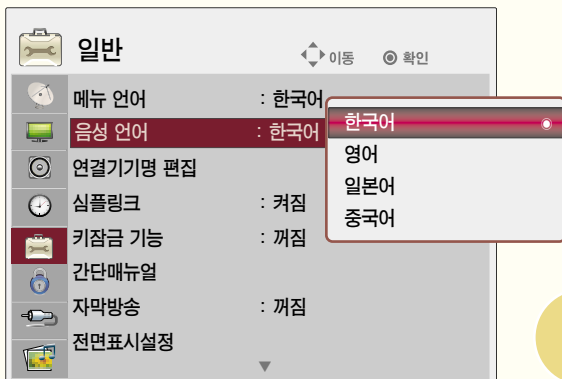 일반
이동 ◉ 확인
메뉴 언어 : 한국어
음성 언어 : 한국어
연결기기명 편집
심플링크 : 켜짐
키잠금 기능 : 꺼짐
간단매뉴얼
자막방송 : 꺼짐
전면표시설정
▼
한국어 ◉
영어
일본어
중국어